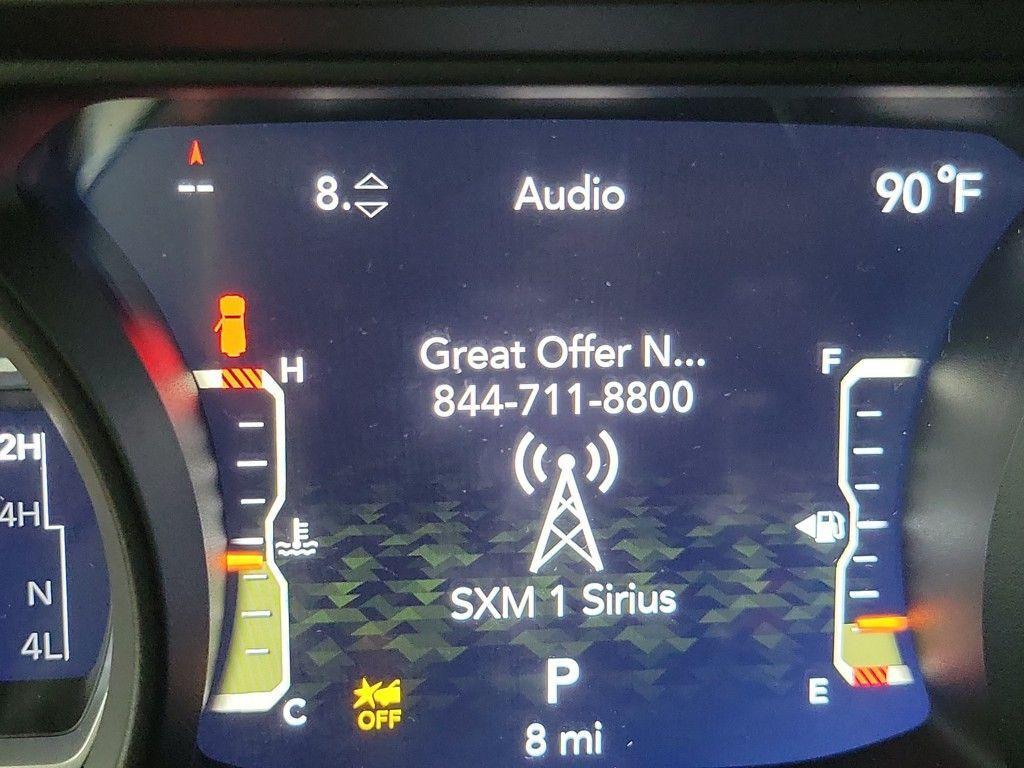 --
8.
Audio
90°F
H
F
Great Offer N...
844-711-8800
2H
4H
N
4L
SXM 1 Sirius
C
OFF
P
E
8 mi